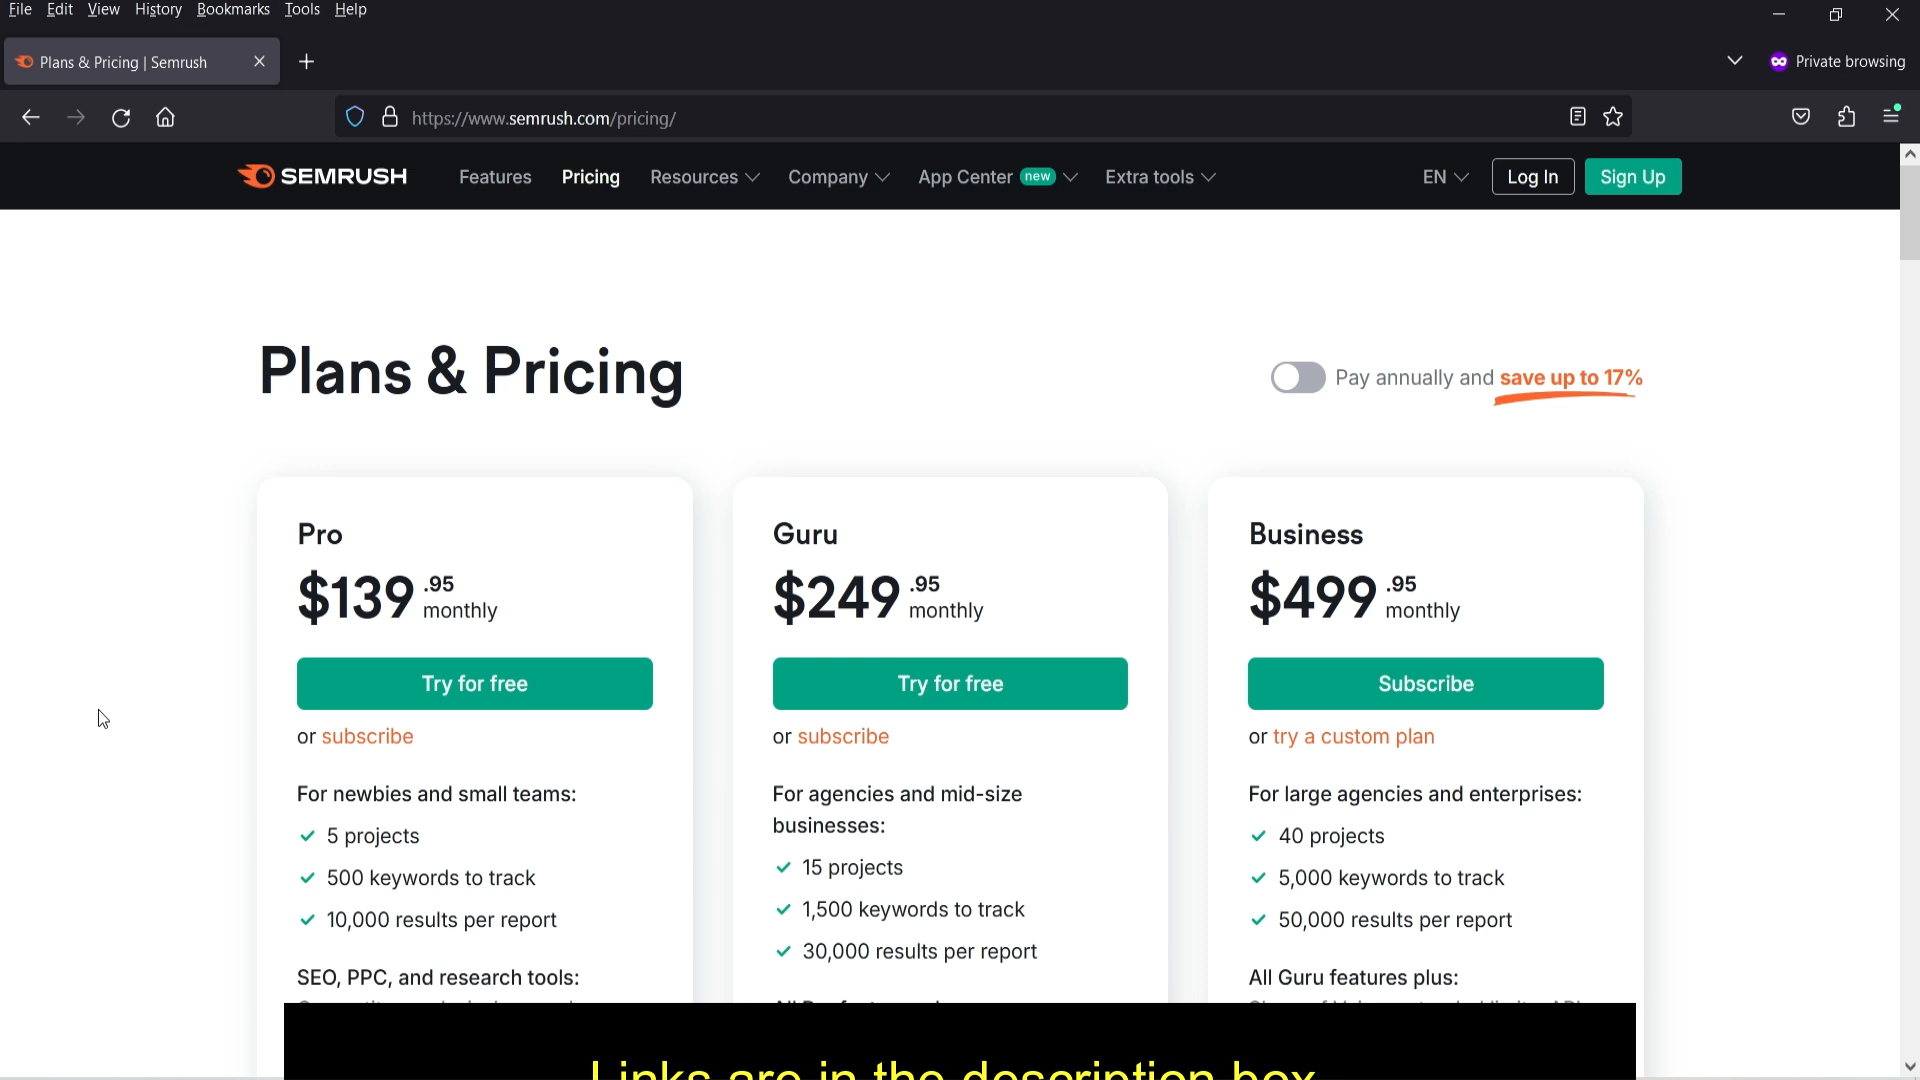 File Edit View History Bookmarks Tools Help
Plans & Pricing | Semrush
Private browsing
https://www.semrush.com/pricing/
SEMRUSH Features Pricing Resources Company App Center new Extra tools EN Log In Sign Up
Plans & Pricing
Pay annually and save up to 17%
Pro
$139 .95 monthly
Try for free
or subscribe
For newbies and small teams:
5 projects
500 keywords to track
10,000 results per report
SEO, PPC, and research tools:
Guru
$249 .95 monthly
Try for free
or subscribe
For agencies and mid-size
businesses:
15 projects
1,500 keywords to track
30,000 results per report
Business
$499 .95 monthly
Subscribe
or try a custom plan
For large agencies and enterprises:
40 projects
5,000 keywords to track
50,000 results per report
All Guru features plus:
Links are in the description box